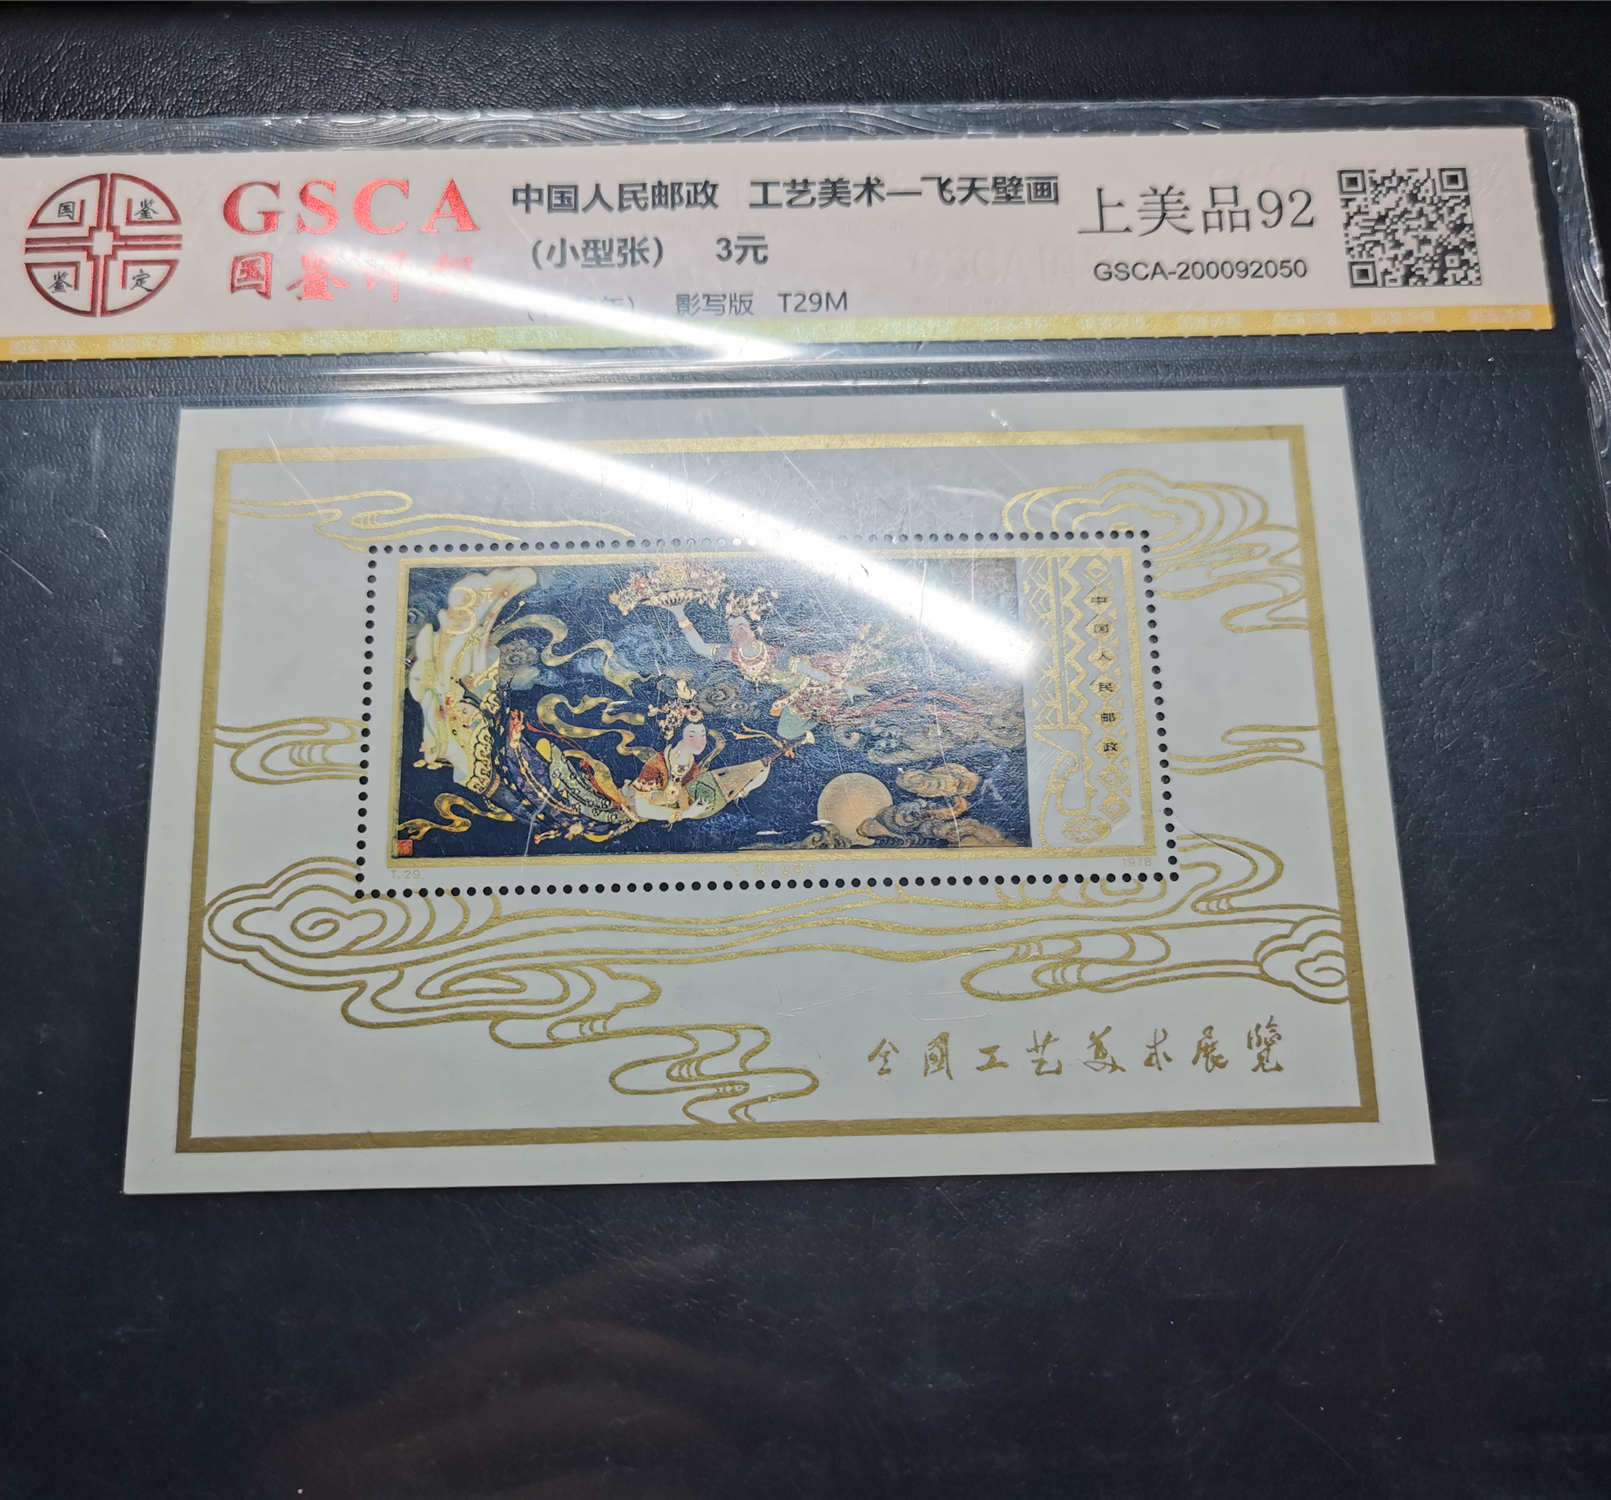 国 鉴
鉴 定
GSCA
国鉴评级
中国人民邮政 工艺美术—飞天壁画
(小型张) 3元
影写版 T29M
上美品92
GSCA-200092050
3元
中国人民邮政
T.29.
1978
全國工艺美术展覽